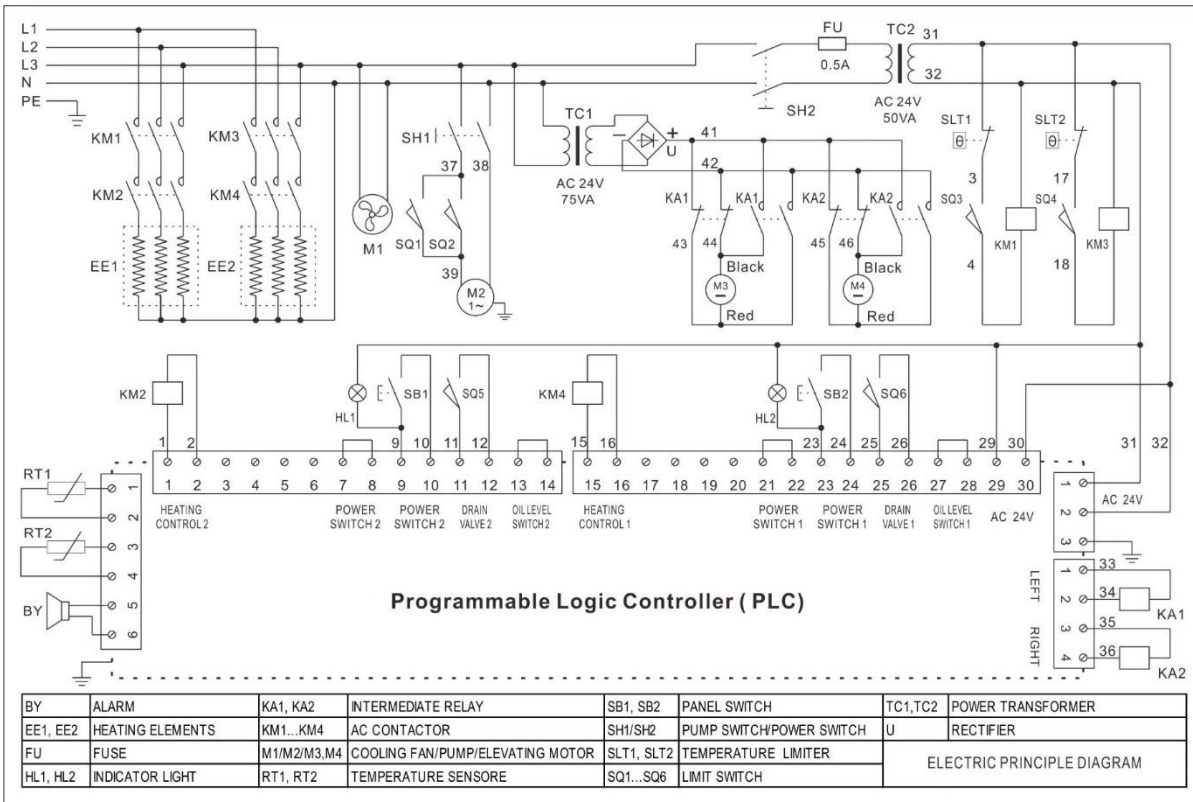 L1
L2
L3
N
PE
FU
0.5A
TC2
31
32
AC 24V
50VA
SH2
KM1
KM3
KM2
KM4
EE1
EE2
SH1
37
38
SQ1
SQ2
39
M1
M2
1~
TC1
AC 24V
75VA
−
+
U
41
42
KA1
KA1
KA2
KA2
43
44
45
46
Black
Black
M3
M4
Red
Red
SLT1
θ
SLT2
θ
3
17
SQ3
SQ4
KM1
KM3
4
18
KM2
HL1
SB1
SQ5
KM4
HL2
SB2
SQ6
1 2 9 10 11 12 15 16 23 24 25 26 29 30 31 32
1 2 3 4 5 6 7 8 9 10 11 12 13 14 15 16 17 18 19 20 21 22 23 24 25 26 27 28 29 30
HEATING
CONTROL 2
POWER
SWITCH 2
POWER
SWITCH 2
DRAIN
VALVE 2
OIL LEVEL
SWITCH 2
HEATING
CONTROL 1
POWER
SWITCH 1
POWER
SWITCH 1
DRAIN
VALVE 1
OIL LEVEL
SWITCH 1
AC 24V
AC 24V
1
2
3
RT1
RT2
BY
1
2
3
4
5
6
Programmable Logic Controller ( PLC)
LEFT
RIGHT
1
2
3
4
33
34
35
36
KA1
KA2
BY ALARM KA1, KA2 INTERMEDIATE RELAY SB1, SB2 PANEL SWITCH TC1,TC2 POWER TRANSFORMER
EE1, EE2 HEATING ELEMENTS KM1...KM4 AC CONTACTOR SH1/SH2 PUMP SWITCH/POWER SWITCH U RECTIFIER
FU FUSE M1/M2/M3,M4 COOLING FAN/PUMP/ELEVATING MOTOR SLT1, SLT2 TEMPERATURE LIMITER
HL1, HL2 INDICATOR LIGHT RT1, RT2 TEMPERATURE SENSORE SQ1...SQ6 LIMIT SWITCH
ELECTRIC PRINCIPLE DIAGRAM